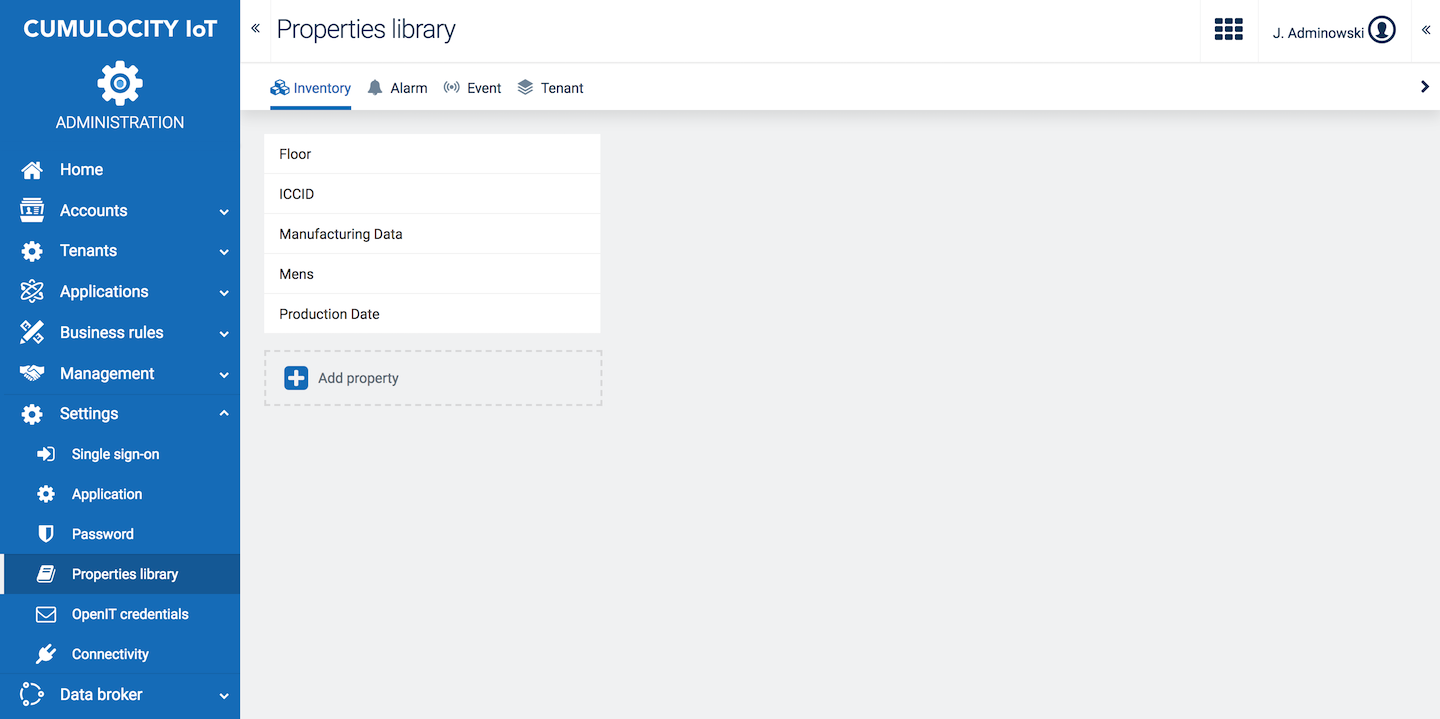 CUMULOCITY IoT
ADMINISTRATION
Home
Accounts
Tenants
Applications
Business rules
Management
Settings
Single sign-on
Application
Password
Properties library
OpenIT credentials
Connectivity
Data broker
Properties library
J. Adminowski
Inventory Alarm Event Tenant
Floor
ICCID
Manufacturing Data
Mens
Production Date
Add property